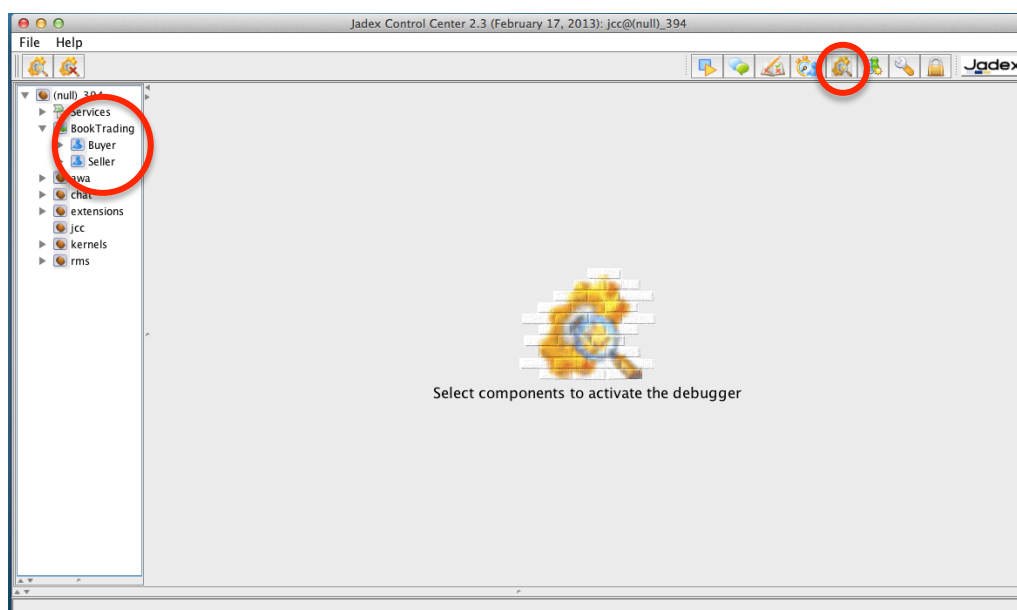 Jadex Control Center 2.3 (February 17, 2013): jcc@(null)_394
File Help
Jadex
(null)_394
Services
BookTrading
Buyer
Seller
awa
chat
extensions
jcc
kernels
rms
Select components to activate the debugger